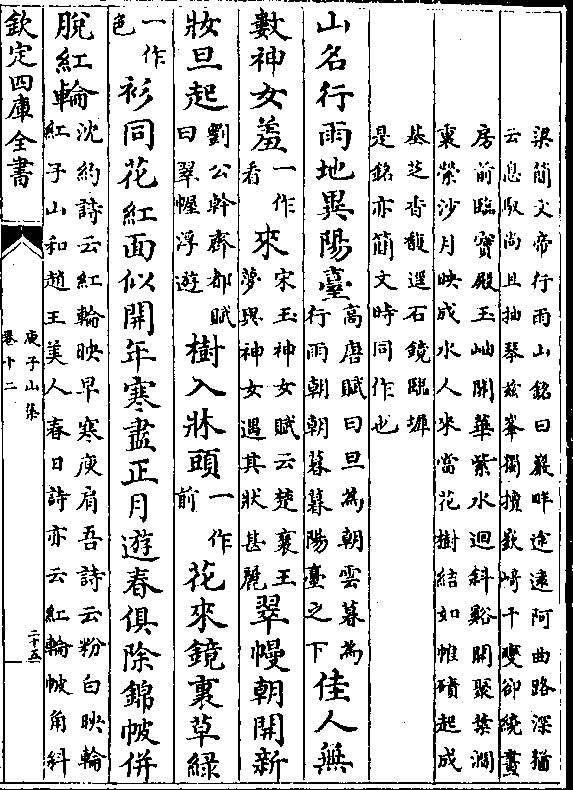 梁簡文帝行雨山銘曰巖畔途遠阿曲路深猶
云息馭尚且抽琴兹峯獨擅嶔崎千變却繞畫
房前臨寶殿玉岫開華紫水迴斜谿開聚葉澗
裏縈沙月映成水人來當花樹結如帷磧起成
基芝香馥逕石鏡臨墀
是銘亦簡文時同作也
山名行雨地異陽臺高唐賦曰旦為朝雲暮為行雨朝朝暮暮陽臺之下佳人無
數神女羞一作看來宋玉神女賦云楚襄王夢與神女遇其狀甚麗翠幔朝開新
妝旦起劉公幹齊都賦曰翠幄浮遊樹入牀頭一作前花來鏡裏草綠
一作色衫同花紅面似開年寒盡正月遊春俱除錦帔併
脫紅輪沈約詩云紅輪映早寒庾肩吾詩云粉白映輪紅子山和趙王美人春日詩亦云紅輪帔角斜
欽定四庫全書
庾子山集
卷十二
二十五